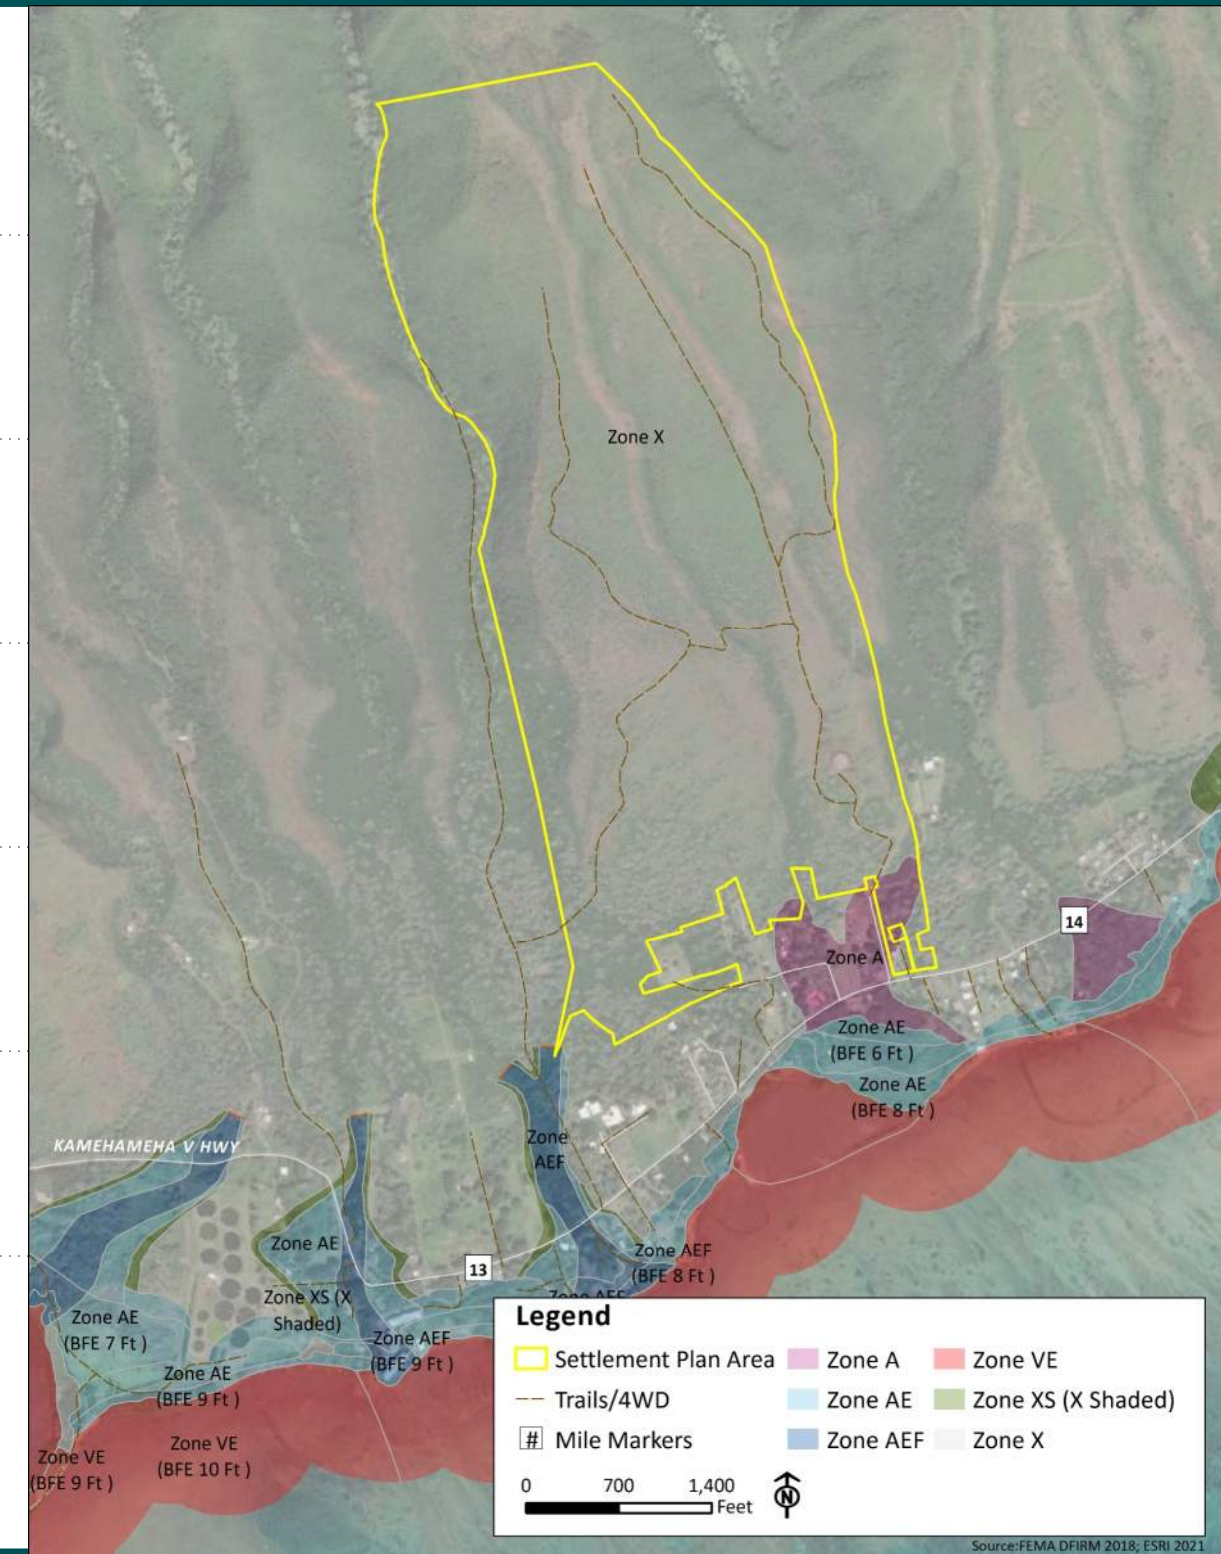 Zone X
14
Zone A
Zone AE
(BFE 6 Ft )
Zone AE
(BFE 8 Ft )
KAMEHAMEHA V HWY
Zone
AEF
Zone AE
13
Zone AEF
(BFE 8 Ft )
Zone XS (X
Shaded)
Zone AEF
Zone AE
(BFE 7 Ft )
Zone AEF
(BFE 9 Ft )
Zone AE
(BFE 9 Ft )
Zone VE
(BFE 10 Ft )
Zone VE
(BFE 9 Ft )
Legend
Settlement Plan Area
Zone A
Zone VE
Trails/4WD
Zone AE
Zone XS (X Shaded)
# Mile Markers
Zone AEF
Zone X
0 700 1,400
Feet
N
Source:FEMA DFIRM 2018; ESRI 2021